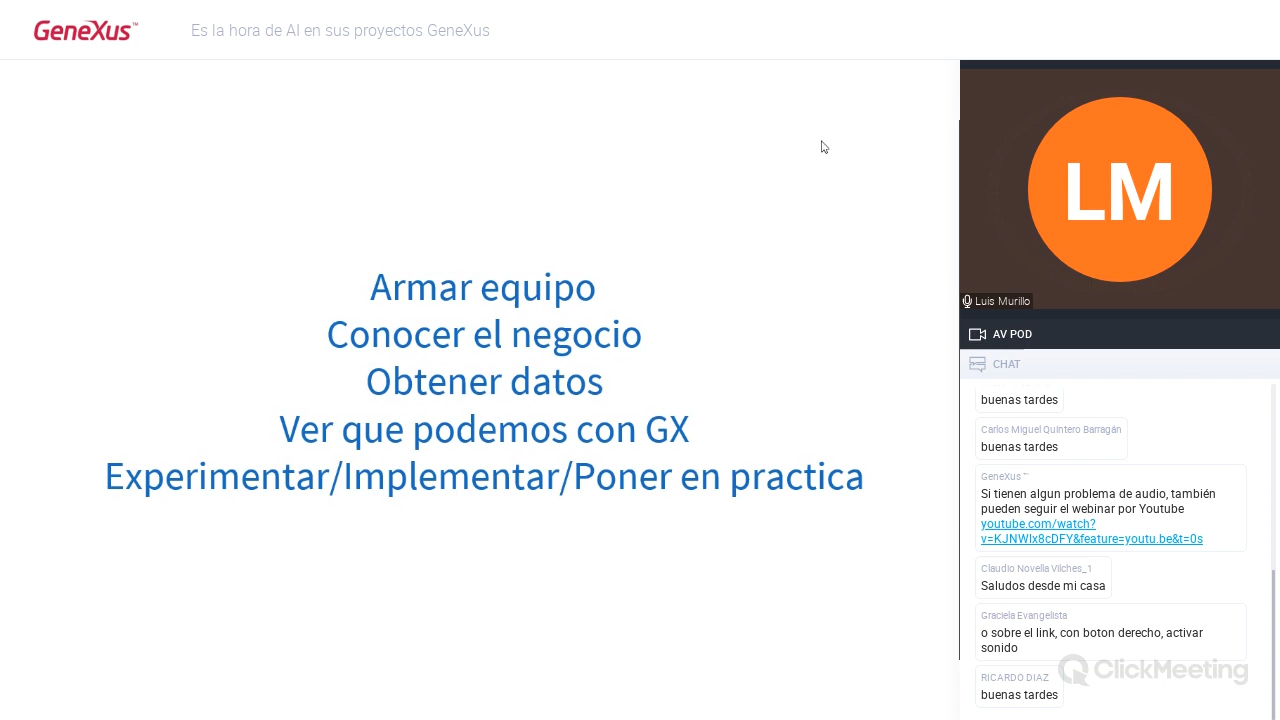 GeneXus™
Es la hora de AI en sus proyectos GeneXus
Armar equipo
Conocer el negocio
Obtener datos
Ver que podemos con GX
Experimentar/Implementar/Poner en practica
LM
Luis Murillo
AV POD
CHAT
buenas tardes
Carlos Miguel Quintero Barragán
buenas tardes
GeneXus ™
Si tienen algun problema de audio, también
pueden seguir el webinar por Youtube
youtube.com/watch?
v=KJNWIx8cDFY&feature=youtu.be&t=0s
Claudio Novella Vilches_1
Saludos desde mi casa
Graciela Evangelista
o sobre el link, con boton derecho, activar
sonido
RICARDO DIAZ
buenas tardes
ClickMeeting